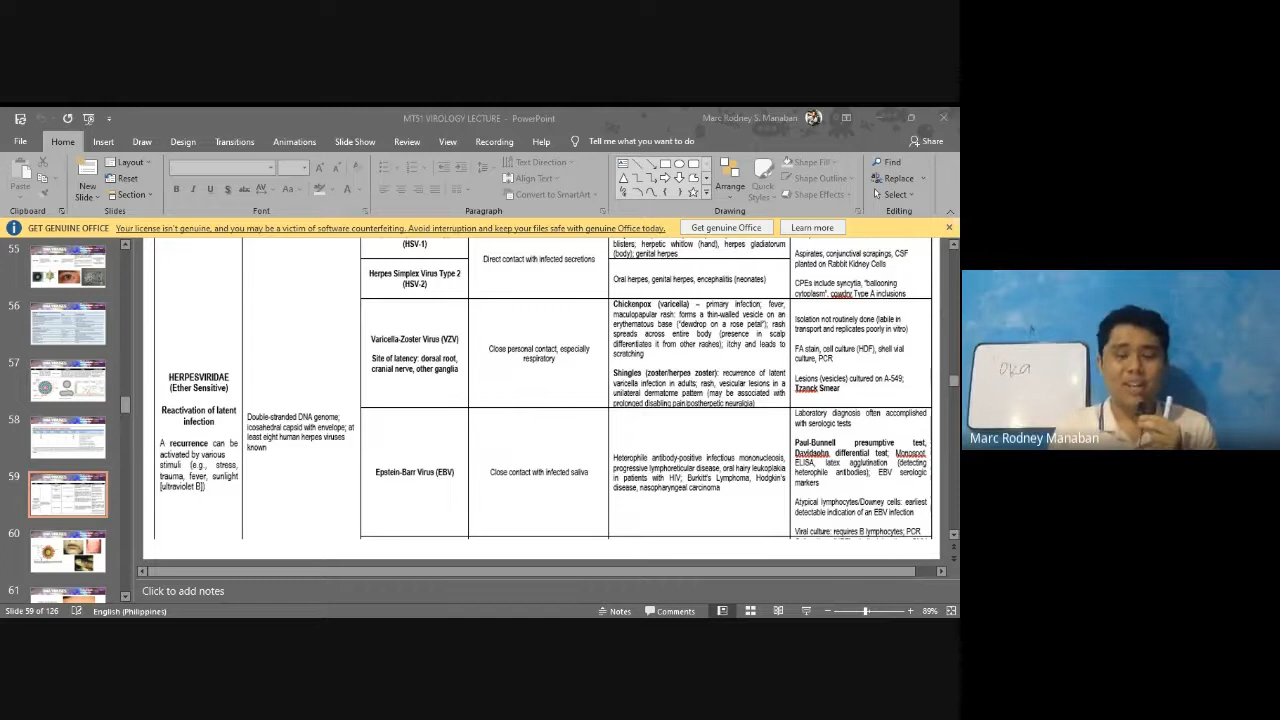 MT51 VIROLOGY LECTURE - PowerPoint
Marc Rodney S. Manaban
File Home Insert Draw Design Transitions Animations Slide Show Review View Recording Help Tell me what you want to do Share
Paste
New Slide
Layout
Reset
Section
Text Direction
Align Text
Convert to SmartArt
Arrange
Quick Styles
Shape Fill
Shape Outline
Shape Effects
Find
Replace
Select
Clipboard Slides Font Paragraph Drawing Editing
GET GENUINE OFFICE Your license isn't genuine, and you may be a victim of software counterfeiting. Avoid interruption and keep your files safe with genuine Office today. Get genuine Office Learn more
55
56
57
58
59
60
61
HERPESVIRIDAE
(Ether Sensitive)
Reactivation of latent
infection
A recurrence can be
activated by various
stimuli (e.g., stress,
trauma, fever, sunlight
[ultraviolet B])
Double-stranded DNA genome;
icosahedral capsid with envelope; at
least eight human herpes viruses
known
(HSV-1)
Direct contact with infected secretions
blisters; herpetic whitlow (hand), herpes gladiatorum
(body); genital herpes
Aspirates, conjunctival scrapings, CSF
planted on Rabbit Kidney Cells
CPEs include syncytia, "ballooning
cytoplasm", cowdry Type A inclusions
Herpes Simplex Virus Type 2
(HSV-2)
Oral herpes, genital herpes, encephalitis (neonates)
Varicella-Zoster Virus (VZV)
Site of latency: dorsal root,
cranial nerve, other ganglia
Close personal contact, especially
respiratory
Chickenpox (varicella) – primary infection; fever,
maculopapular rash: forms a thin-walled vesicle on an
erythematous base ("dewdrop on a rose petal"); rash
spreads across entire body (presence in scalp
differentiates it from other rashes); itchy and leads to
scratching
Shingles (zoster/herpes zoster): recurrence of latent
varicella infection in adults; rash, vesicular lesions in a
unilateral dermatome pattern (may be associated with
prolonged disabling pain/postherpetic neuralgia)
Isolation not routinely done (labile in
transport and replicates poorly in vitro)
FA stain, cell culture (HDF), shell vial
culture, PCR
Lesions (vesicles) cultured on A-549;
Tzanck Smear
Epstein-Barr Virus (EBV)
Close contact with infected saliva
Heterophile antibody-positive infectious mononucleosis,
progressive lymphoreticular disease, oral hairy leukoplakia
in patients with HIV; Burkitt's Lymphoma, Hodgkin's
disease, nasopharyngeal carcinoma
Laboratory diagnosis often accomplished
with serologic tests
Paul-Bunnell presumptive test,
Davidsohn differential test; Monospot,
ELISA, latex agglutination (detecting
heterophile antibodies); EBV serologic
markers
Atypical lymphocytes/Downey cells: earliest
detectable indication of an EBV infection
Viral culture: requires B lymphocytes; PCR
Click to add notes
Slide 59 of 126 English (Philippines) Notes Comments 89%
OKA
Marc Rodney Manaban